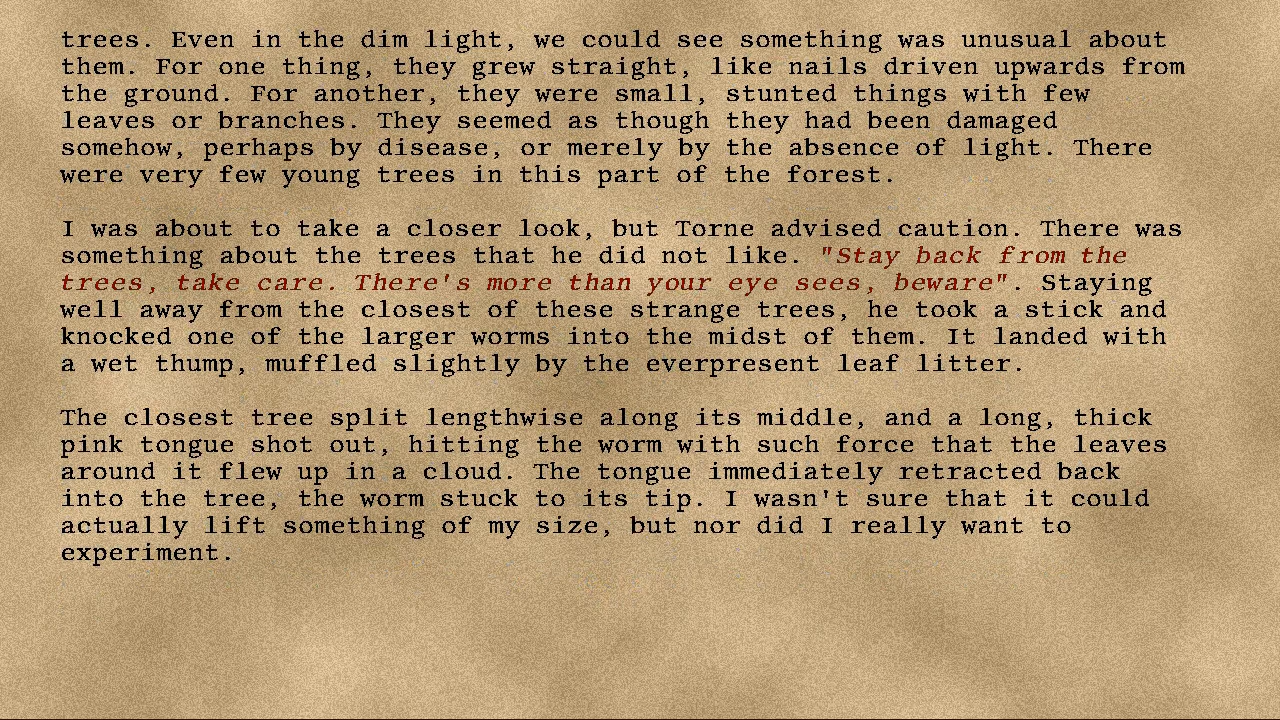 trees. Even in the dim light, we could see something was unusual about
them. For one thing, they grew straight, like nails driven upwards from
the ground. For another, they were small, stunted things with few
leaves or branches. They seemed as though they had been damaged
somehow, perhaps by disease, or merely by the absence of light. There
were very few young trees in this part of the forest.
I was about to take a closer look, but Torne advised caution. There was
something about the trees that he did not like. "Stay back from the
trees, take care. There's more than your eye sees, beware". Staying
well away from the closest of these strange trees, he took a stick and
knocked one of the larger worms into the midst of them. It landed with
a wet thump, muffled slightly by the everpresent leaf litter.
The closest tree split lengthwise along its middle, and a long, thick
pink tongue shot out, hitting the worm with such force that the leaves
around it flew up in a cloud. The tongue immediately retracted back
into the tree, the worm stuck to its tip. I wasn't sure that it could
actually lift something of my size, but nor did I really want to
experiment.